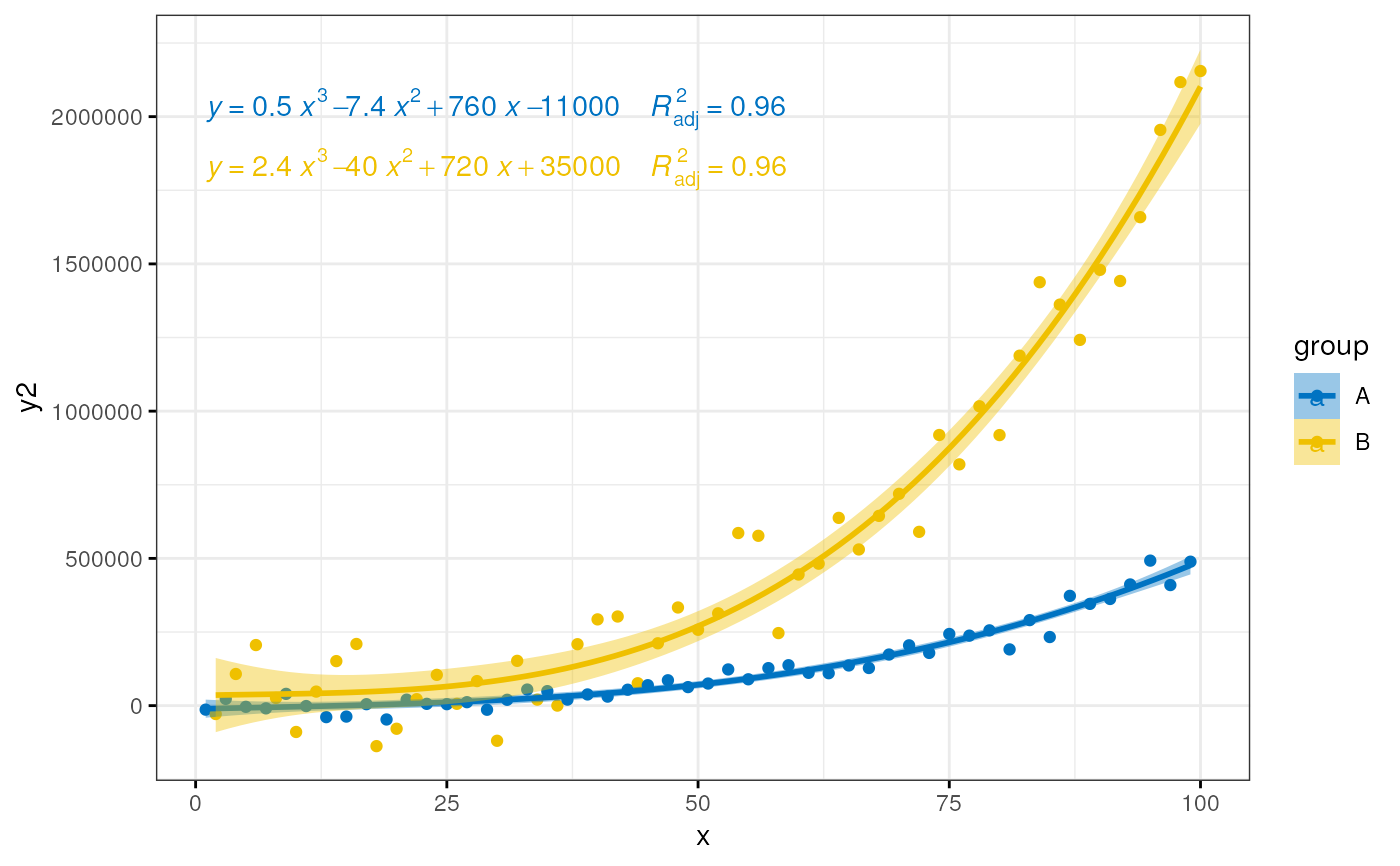 y = 0.5 x³ –7.4 x² + 760 x –11000 R²adj = 0.96
y = 2.4 x³ –40 x² + 720 x + 35000 R²adj = 0.96
2000000
1500000
1000000
500000
0
y2
0 25 50 75 100
x
group
a A
a B